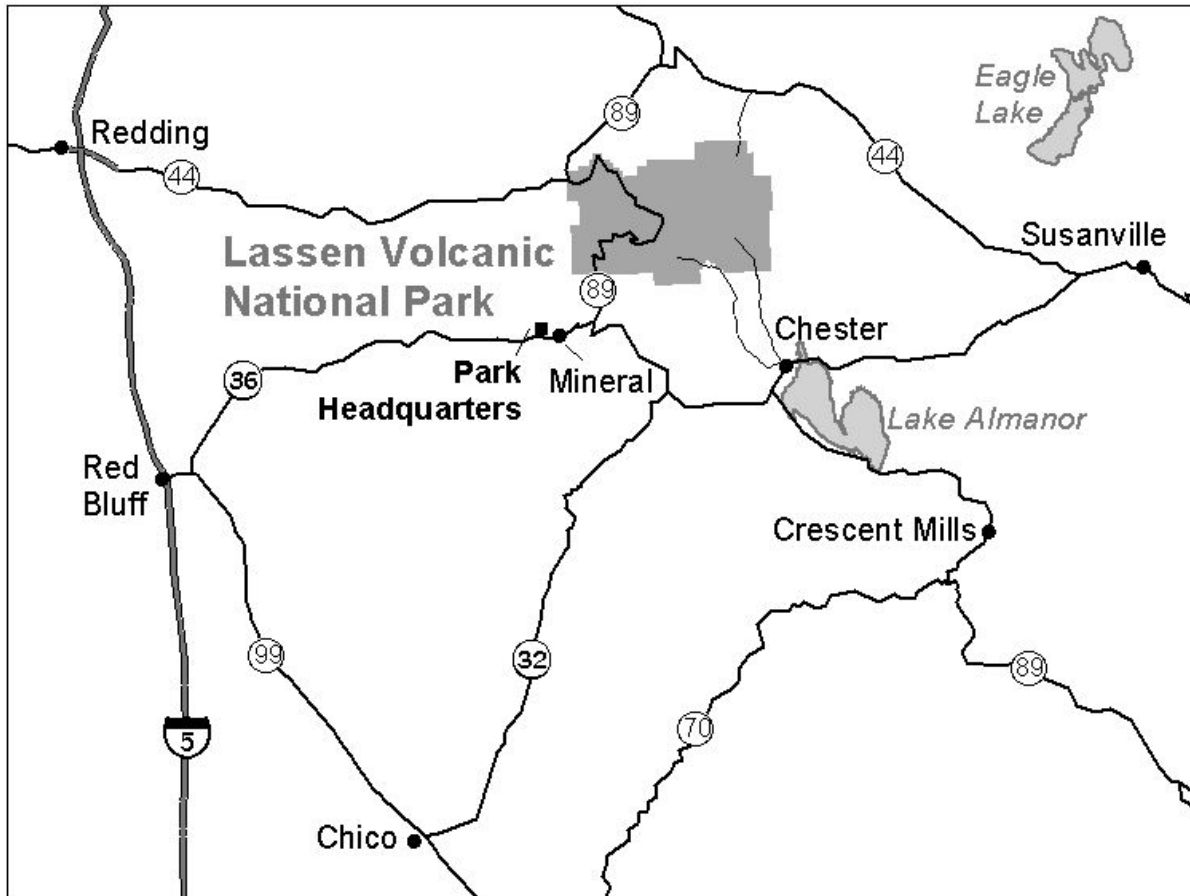 Eagle
Lake
89
Redding
44
44
Susanville
Lassen Volcanic
National Park
89
Chester
Park
Headquarters
Mineral
36
Lake Almanor
Red
Bluff
Crescent Mills
99
32
89
70
5
Chico